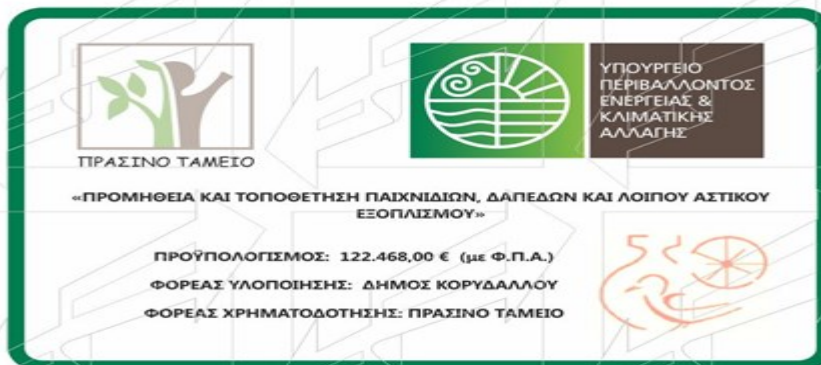 ΠΡΑΣΙΝΟ ΤΑΜΕΙΟ
ΥΠΟΥΡΓΕΙΟ
ΠΕΡΙΒΑΛΛΟΝΤΟΣ
ΕΝΕΡΓΕΙΑΣ &
ΚΛΙΜΑΤΙΚΗΣ
ΑΛΛΑΓΗΣ
«ΠΡΟΜΗΘΕΙΑ ΚΑΙ ΤΟΠΟΘΕΤΗΣΗ ΠΑΙΧΝΙΔΙΩΝ, ΔΑΠΕΔΩΝ ΚΑΙ ΛΟΙΠΟΥ ΑΣΤΙΚΟΥ
ΕΞΟΠΛΙΣΜΟΥ»
ΠΡΟΫΠΟΛΟΓΙΣΜΟΣ: 122.468,00 € (με Φ.Π.Α.)
ΦΟΡΕΑΣ ΥΛΟΠΟΙΗΣΗΣ: ΔΗΜΟΣ ΚΟΡΥΔΑΛΛΟΥ
ΦΟΡΕΑΣ ΧΡΗΜΑΤΟΔΟΤΗΣΗΣ: ΠΡΑΣΙΝΟ ΤΑΜΕΙΟ